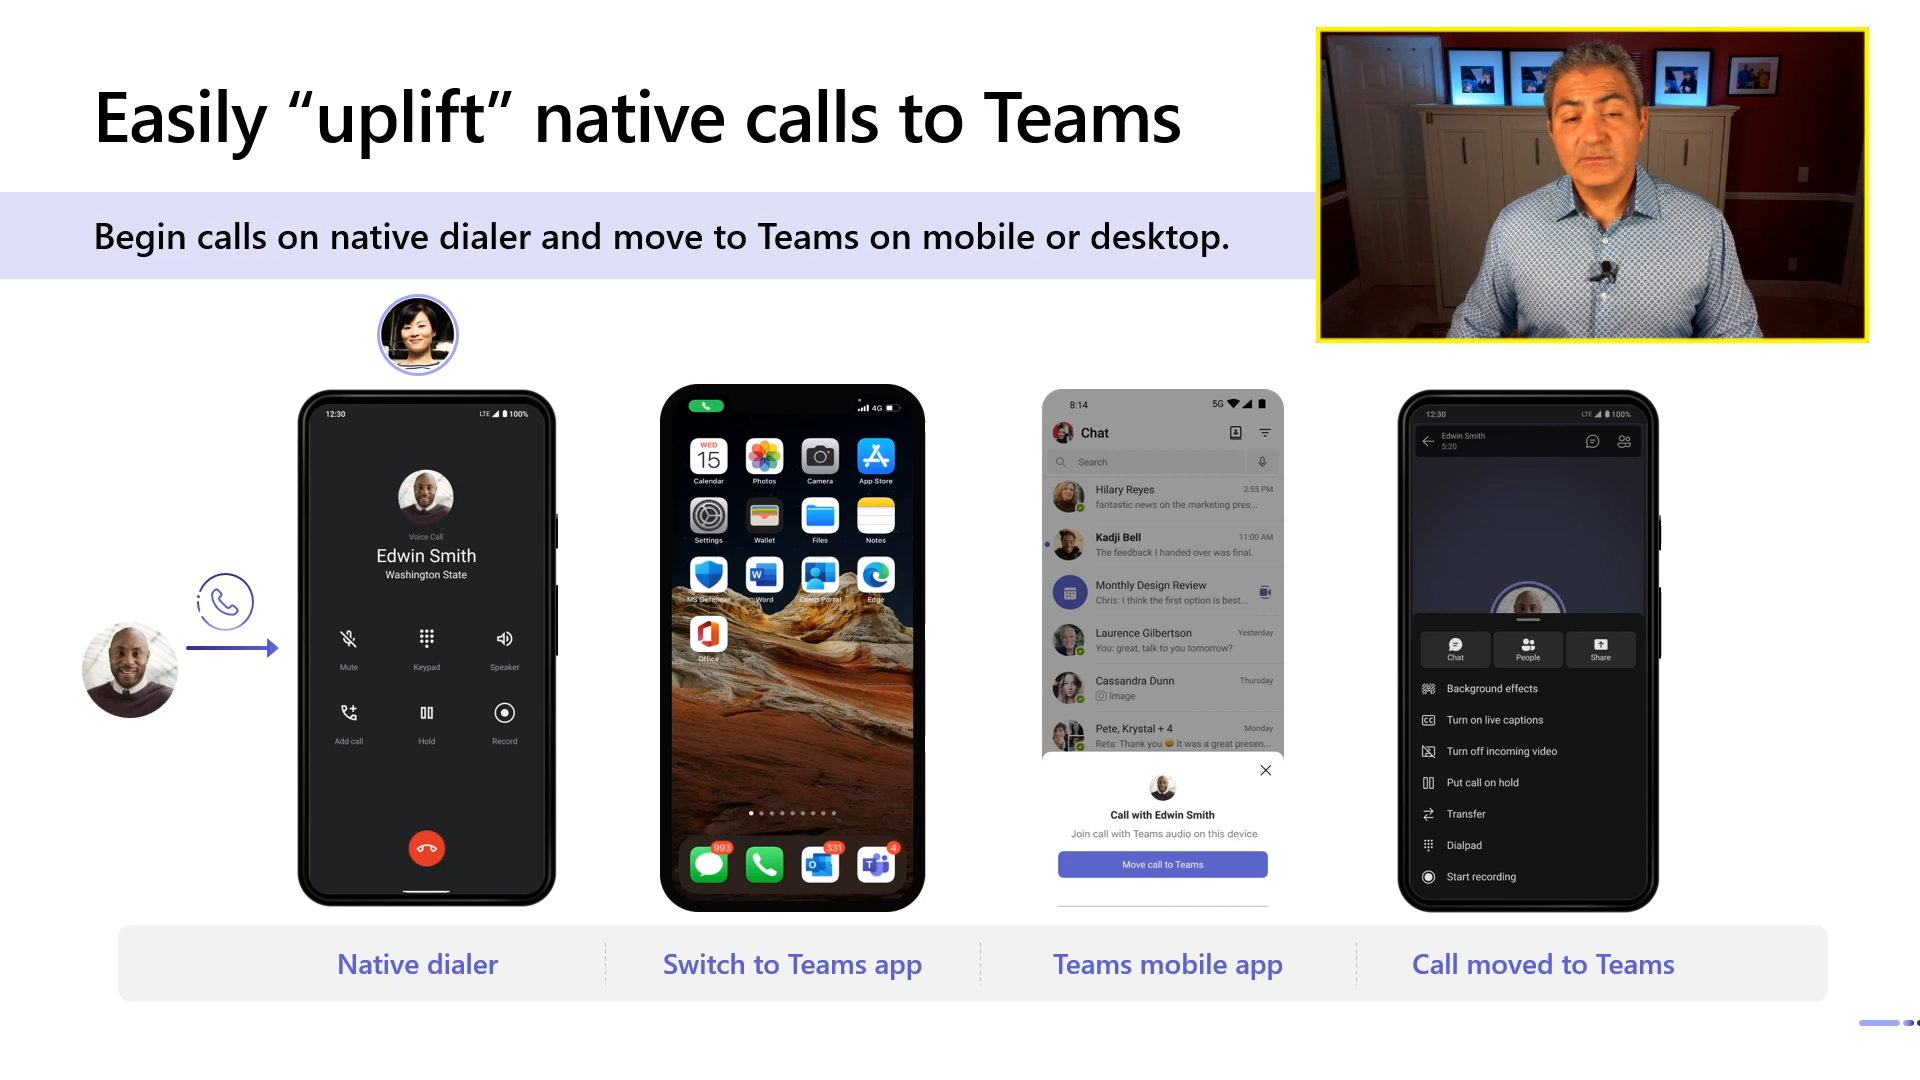 Easily “uplift” native calls to Teams
Begin calls on native dialer and move to Teams on mobile or desktop.
12:30
LTE 100%
Voice Call
Edwin Smith
Washington State
Mute Keypad Speaker
Add call Hold Record
4G
WED
15
Calendar Photos Camera App Store
Settings Wallet Files Notes
MS Defender Word Comp Portal Edge
Office
993 331 4
8:14 5G
Chat
Search
Hilary Reyes 2:55 PM
fantastic news on the marketing pres...
Kadji Bell 11:00 AM
The feedback I handed over was final.
Monthly Design Review
Chris: I think the first option is best...
Laurence Gilbertson Yesterday
You: great, talk to you tomorrow?
Cassandra Dunn Thursday
Image
Pete, Krystal + 4 Monday
Reta: Thank you 😄 It was a great presen...
Call with Edwin Smith
Join call with Teams audio on this device
Move call to Teams
12:30 LTE 100%
Edwin Smith
5:20
Chat People Share
Background effects
CC Turn on live captions
Turn off incoming video
Put call on hold
Transfer
Dialpad
Start recording
Native dialer
Switch to Teams app
Teams mobile app
Call moved to Teams